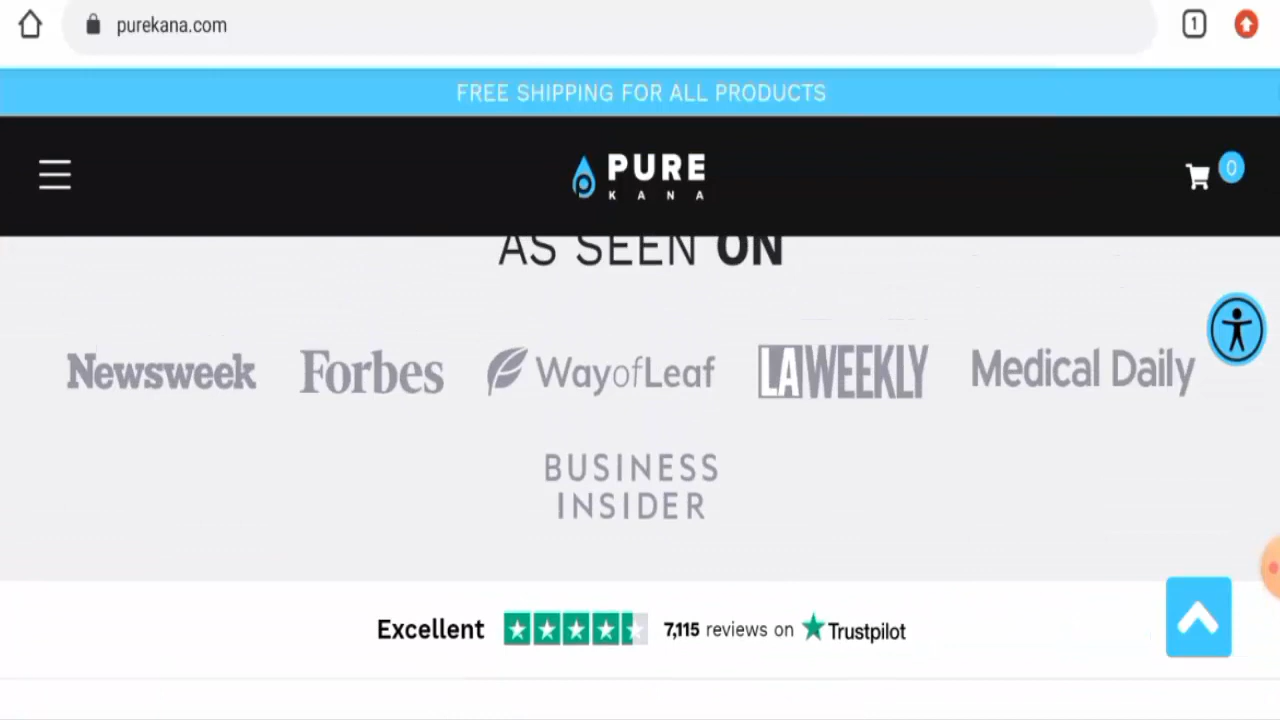 purekana.com
1
FREE SHIPPING FOR ALL PRODUCTS
PURE
KANA
0
AS SEEN ON
Newsweek Forbes WayofLeaf LAWEEKLY Medical Daily
BUSINESS
INSIDER
Excellent 7,115 reviews on Trustpilot